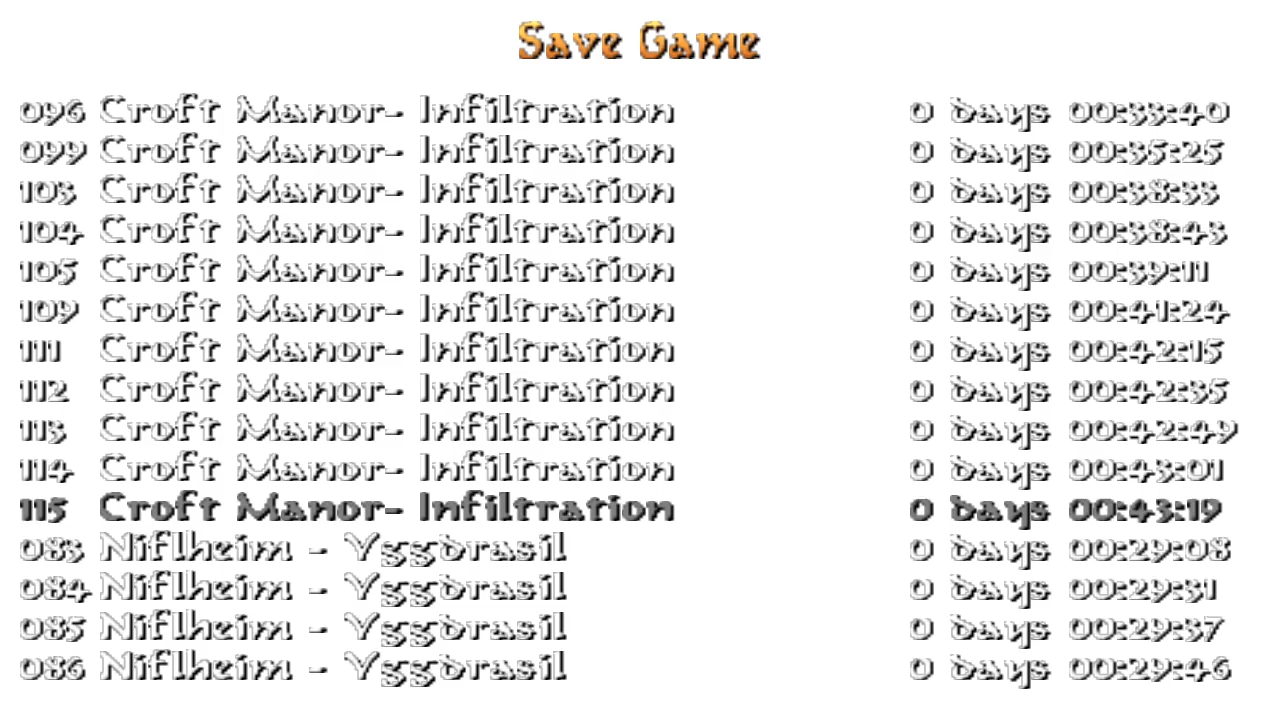 Save Game
096 Croft Manor- Infiltration 0 days 00:33:40
099 Croft Manor- Infiltration 0 days 00:35:25
103 Croft Manor- Infiltration 0 days 00:38:33
104 Croft Manor- Infiltration 0 days 00:38:43
105 Croft Manor- Infiltration 0 days 00:39:11
109 Croft Manor- Infiltration 0 days 00:41:24
111 Croft Manor- Infiltration 0 days 00:42:15
112 Croft Manor- Infiltration 0 days 00:42:35
113 Croft Manor- Infiltration 0 days 00:42:49
114 Croft Manor- Infiltration 0 days 00:43:01
115 Croft Manor- Infiltration 0 days 00:43:19
083 Niflheim - Yggdrasil 0 days 00:29:08
084 Niflheim - Yggdrasil 0 days 00:29:31
085 Niflheim - Yggdrasil 0 days 00:29:37
086 Niflheim - Yggdrasil 0 days 00:29:46